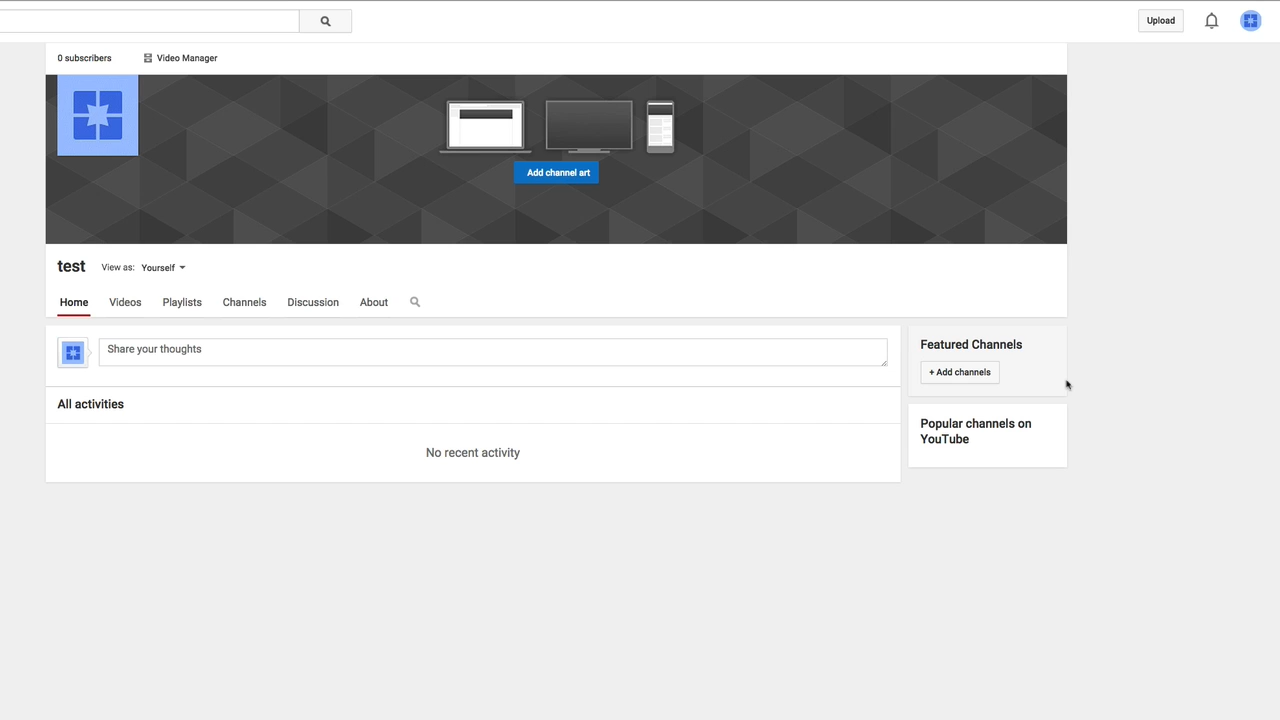 Upload
0 subscribers
Video Manager
Add channel art
test
View as: Yourself
Home
Videos
Playlists
Channels
Discussion
About
Share your thoughts
Featured Channels
+ Add channels
All activities
Popular channels on
YouTube
No recent activity